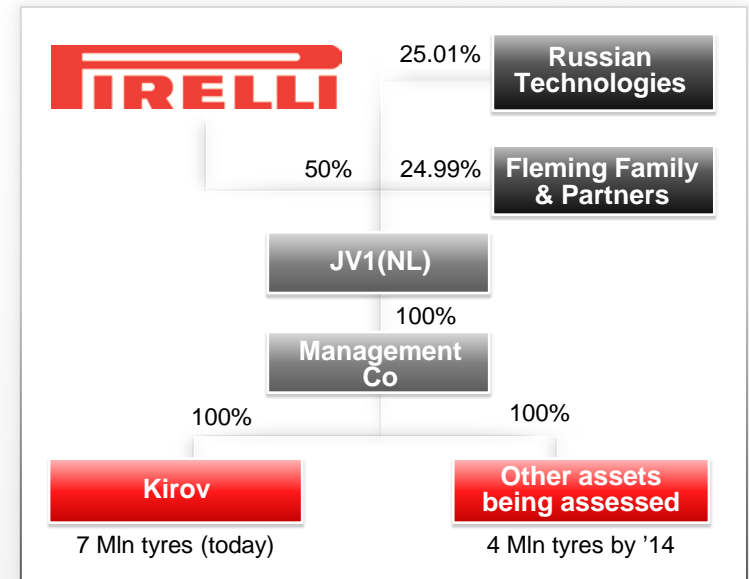 PIRELLI
25.01%
Russian
Technologies
50%
24.99%
Fleming Family
& Partners
JV1(NL)
100%
Management
Co
100%
100%
Kirov
Other assets
being assessed
7 Mln tyres (today)
4 Mln tyres by ’14